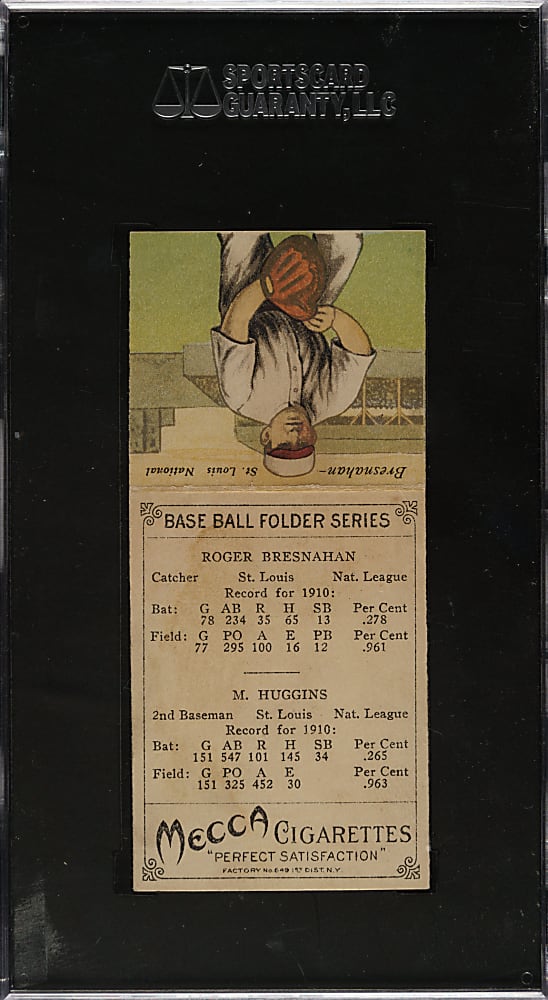 SPORTSCARD
GUARANTY, LLC
Bresnahan - St. Louis National
BASE BALL FOLDER SERIES
ROGER BRESNAHAN
Catcher St. Louis Nat. League
Record for 1910:
Bat: G AB R H SB Per Cent
78 234 35 65 13 .278
Field: G PO A E PB Per Cent
77 295 100 16 12 .961
M. HUGGINS
2nd Baseman St. Louis Nat. League
Record for 1910:
Bat: G AB R H SB Per Cent
151 547 101 145 34 .265
Field: G PO A E Per Cent
151 325 452 30 .963
MECCA CIGARETTES
"PERFECT SATISFACTION"
FACTORY No. 649 1ST DIST. N.Y.